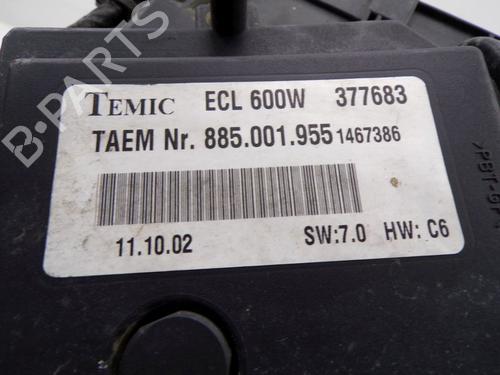 B-PARTS
TEMIC ECL 600W 377683
TAEM Nr. 885.001.955 1467386
11.10.02 SW:7.0 HW: C6